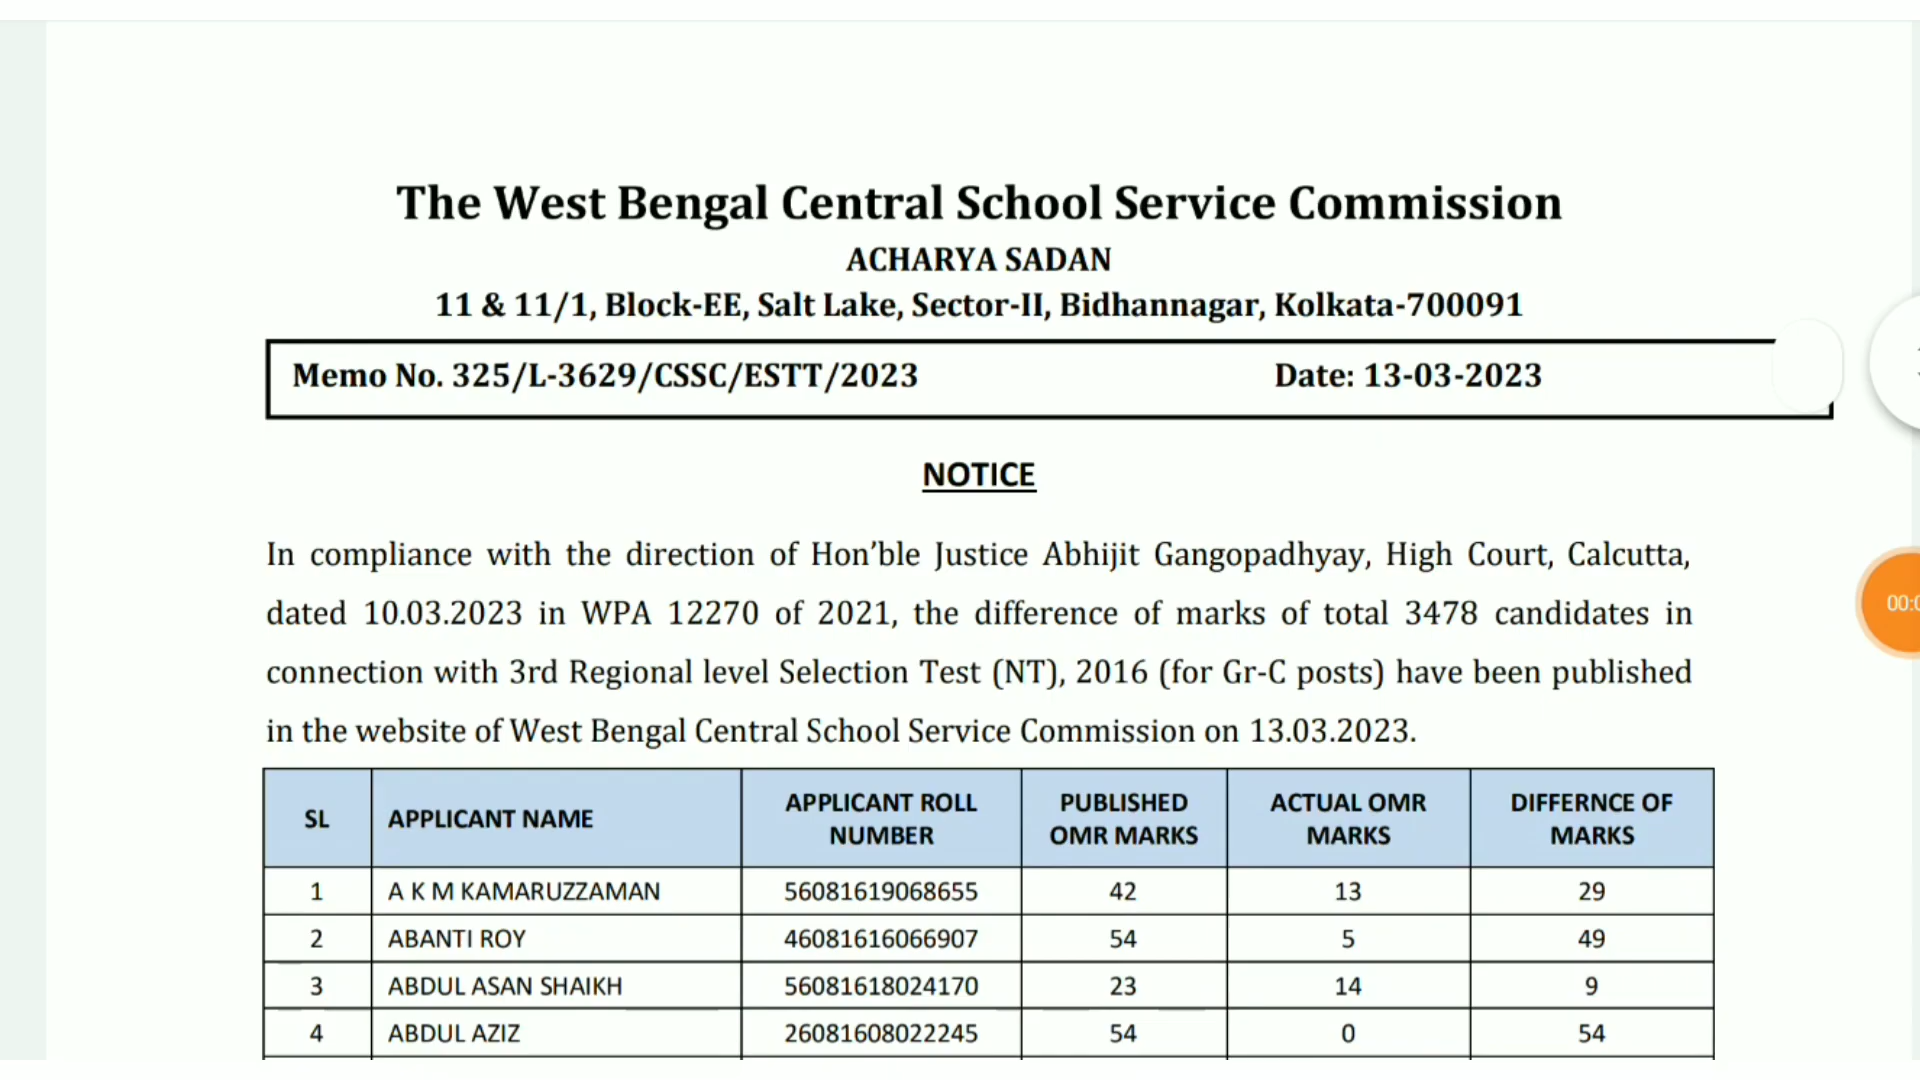 The West Bengal Central School Service Commission
ACHARYA SADAN
11 & 11/1, Block-EE, Salt Lake, Sector-II, Bidhannagar, Kolkata-700091
Memo No. 325/L-3629/CSSC/ESTT/2023 Date: 13-03-2023
NOTICE
In compliance with the direction of Hon’ble Justice Abhijit Gangopadhyay, High Court, Calcutta,
dated 10.03.2023 in WPA 12270 of 2021, the difference of marks of total 3478 candidates in
connection with 3rd Regional level Selection Test (NT), 2016 (for Gr-C posts) have been published
in the website of West Bengal Central School Service Commission on 13.03.2023.
SL APPLICANT NAME APPLICANT ROLL NUMBER PUBLISHED OMR MARKS ACTUAL OMR MARKS DIFFERNCE OF MARKS
1 A K M KAMARUZZAMAN 56081619068655 42 13 29
2 ABANTI ROY 46081616066907 54 5 49
3 ABDUL ASAN SHAIKH 56081618024170 23 14 9
4 ABDUL AZIZ 26081608022245 54 0 54